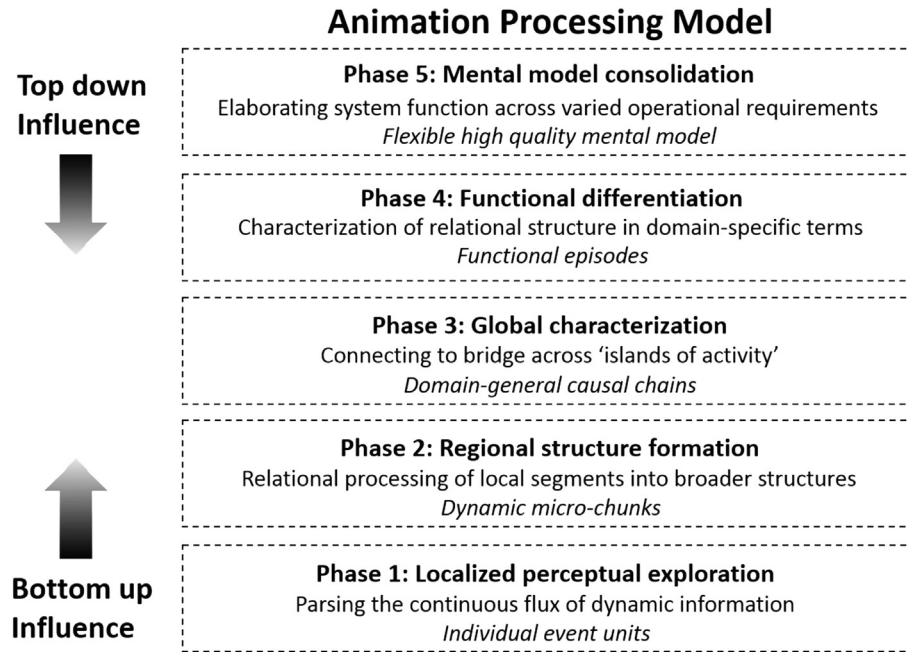 Animation Processing Model
Top down
Influence
Phase 5: Mental model consolidation
Elaborating system function across varied operational requirements
Flexible high quality mental model
Phase 4: Functional differentiation
Characterization of relational structure in domain-specific terms
Functional episodes
Phase 3: Global characterization
Connecting to bridge across ‘islands of activity’
Domain-general causal chains
Phase 2: Regional structure formation
Relational processing of local segments into broader structures
Dynamic micro-chunks
Bottom up
Influence
Phase 1: Localized perceptual exploration
Parsing the continuous flux of dynamic information
Individual event units